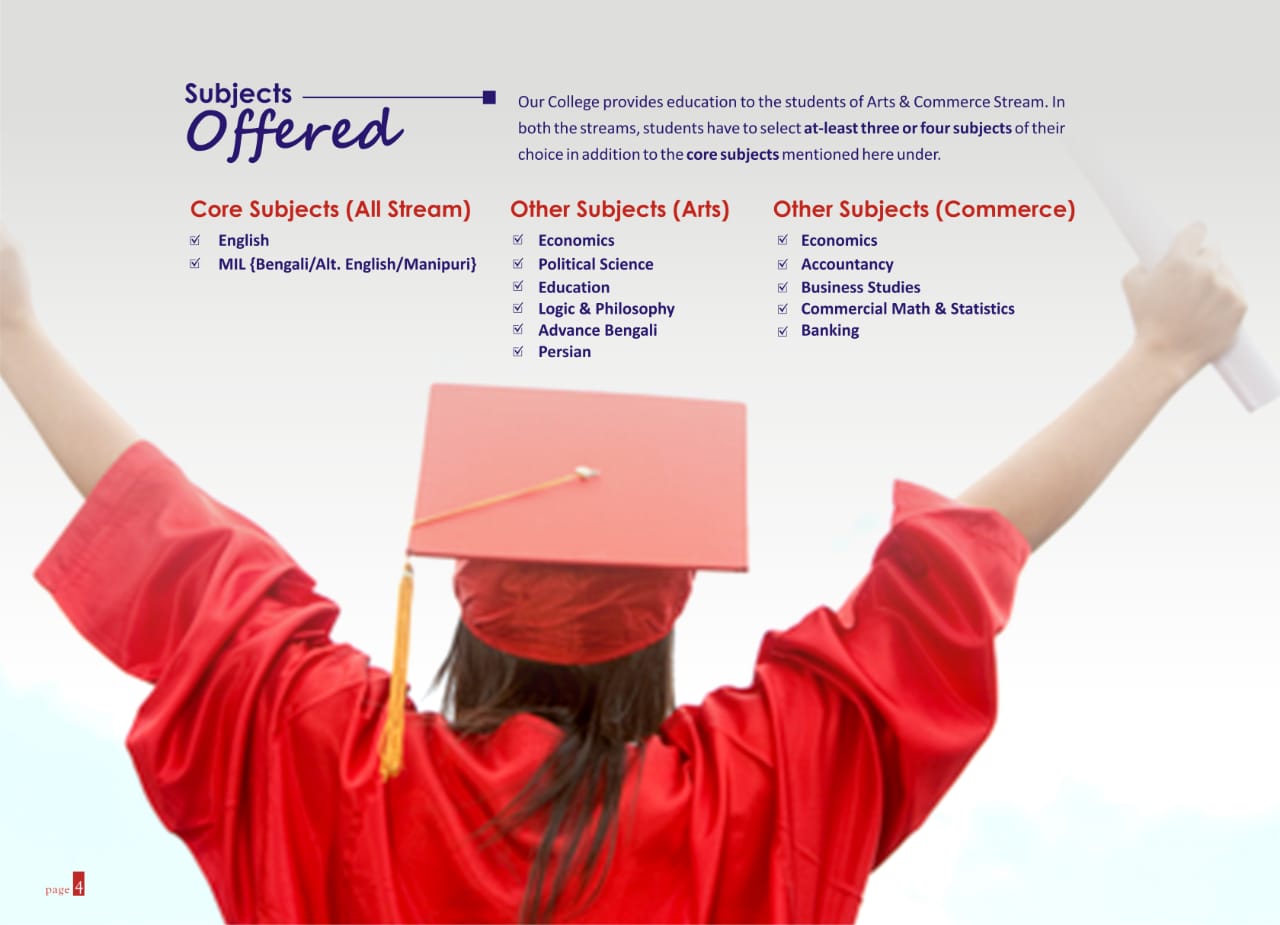 Subjects
Offered
Our College provides education to the students of Arts & Commerce Stream. In
both the streams, students have to select at-least three or four subjects of their
choice in addition to the core subjects mentioned here under.
Core Subjects (All Stream)
English
MIL {Bengali/Alt. English/Manipuri}
Other Subjects (Arts)
Economics
Political Science
Education
Logic & Philosophy
Advance Bengali
Persian
Other Subjects (Commerce)
Economics
Accountancy
Business Studies
Commercial Math & Statistics
Banking
page 4